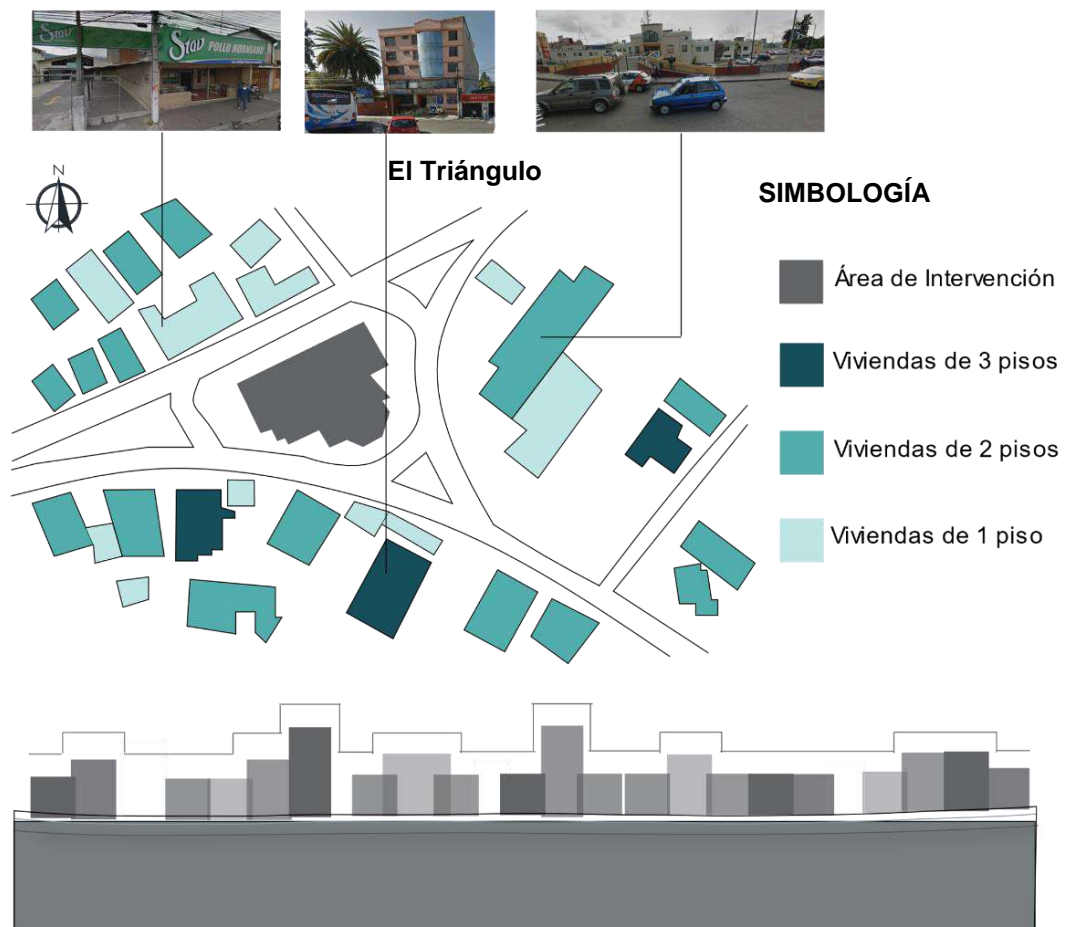 Stav POLLO HORNEADO
El Triángulo
N
SIMBOLOGÍA
Área de Intervención
Viviendas de 3 pisos
Viviendas de 2 pisos
Viviendas de 1 piso